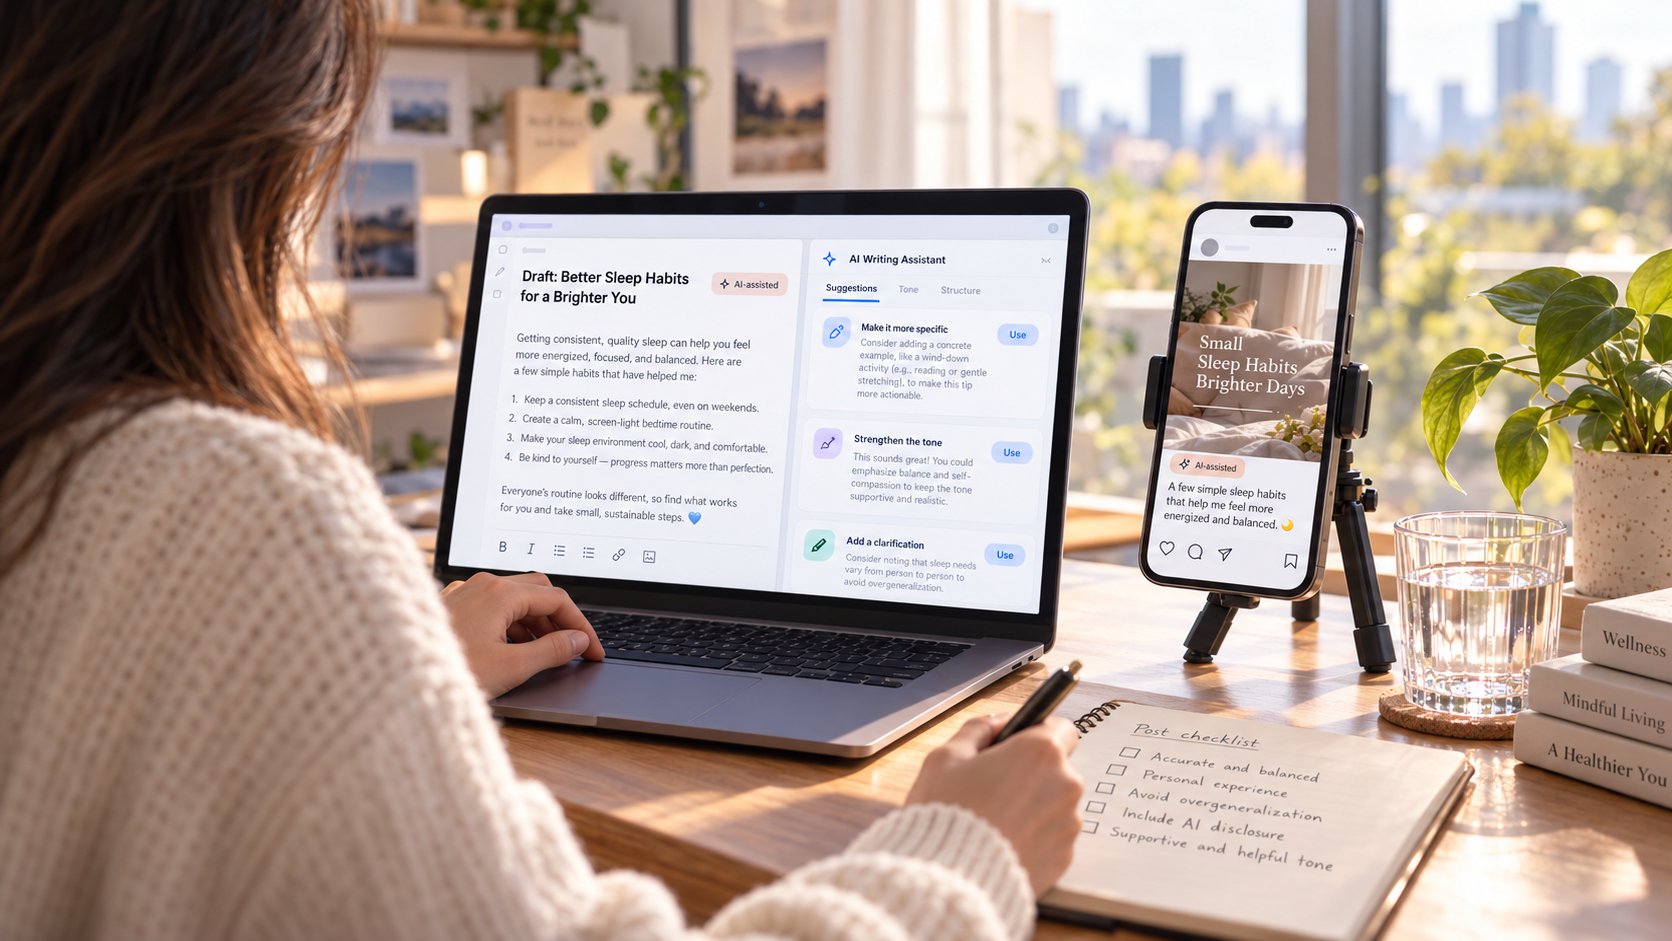 Draft: Better Sleep Habits
for a Brighter You
AI-assisted
Getting consistent, quality sleep can help you feel
more energized, focused, and balanced. Here are
a few simple habits that have helped me:
1. Keep a consistent sleep schedule, even on weekends.
2. Create a calm, screen-light bedtime routine.
3. Make your sleep environment cool, dark, and comfortable.
4. Be kind to yourself — progress matters more than perfection.
Everyone's routine looks different, so find what works
for you and take small, sustainable steps. 💙
B I
AI Writing Assistant
Suggestions Tone Structure
Make it more specific
Use
Consider adding a concrete
example, like a wind-down
activity (e.g., reading or gentle
stretching), to make this tip
more actionable.
Strengthen the tone
Use
This sounds great! You could
emphasize balance and self-
compassion to keep the tone
supportive and realistic.
Add a clarification
Use
Consider noting that sleep needs
vary from person to person to
avoid overgeneralization.
Small
Sleep Habits
Brighter Days
AI-assisted
A few simple sleep habits
that help me feel more
energized and balanced. 🌙
Post checklist
Accurate and balanced
Personal experience
Avoid overgeneralization
Include AI disclosure
Supportive and helpful tone
Wellness
Mindful Living
A Healthier You